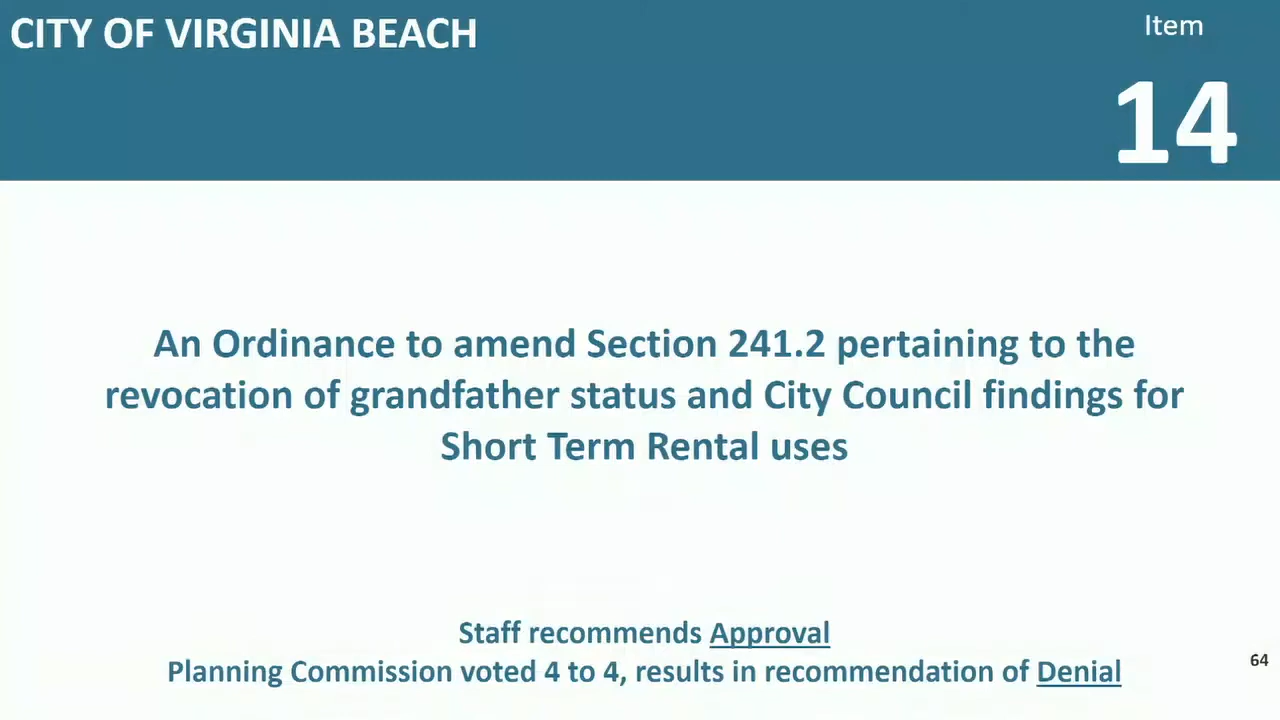 CITY OF VIRGINIA BEACH
Item
14
An Ordinance to amend Section 241.2 pertaining to the
revocation of grandfather status and City Council findings for
Short Term Rental uses
Staff recommends Approval
Planning Commission voted 4 to 4, results in recommendation of Denial
64